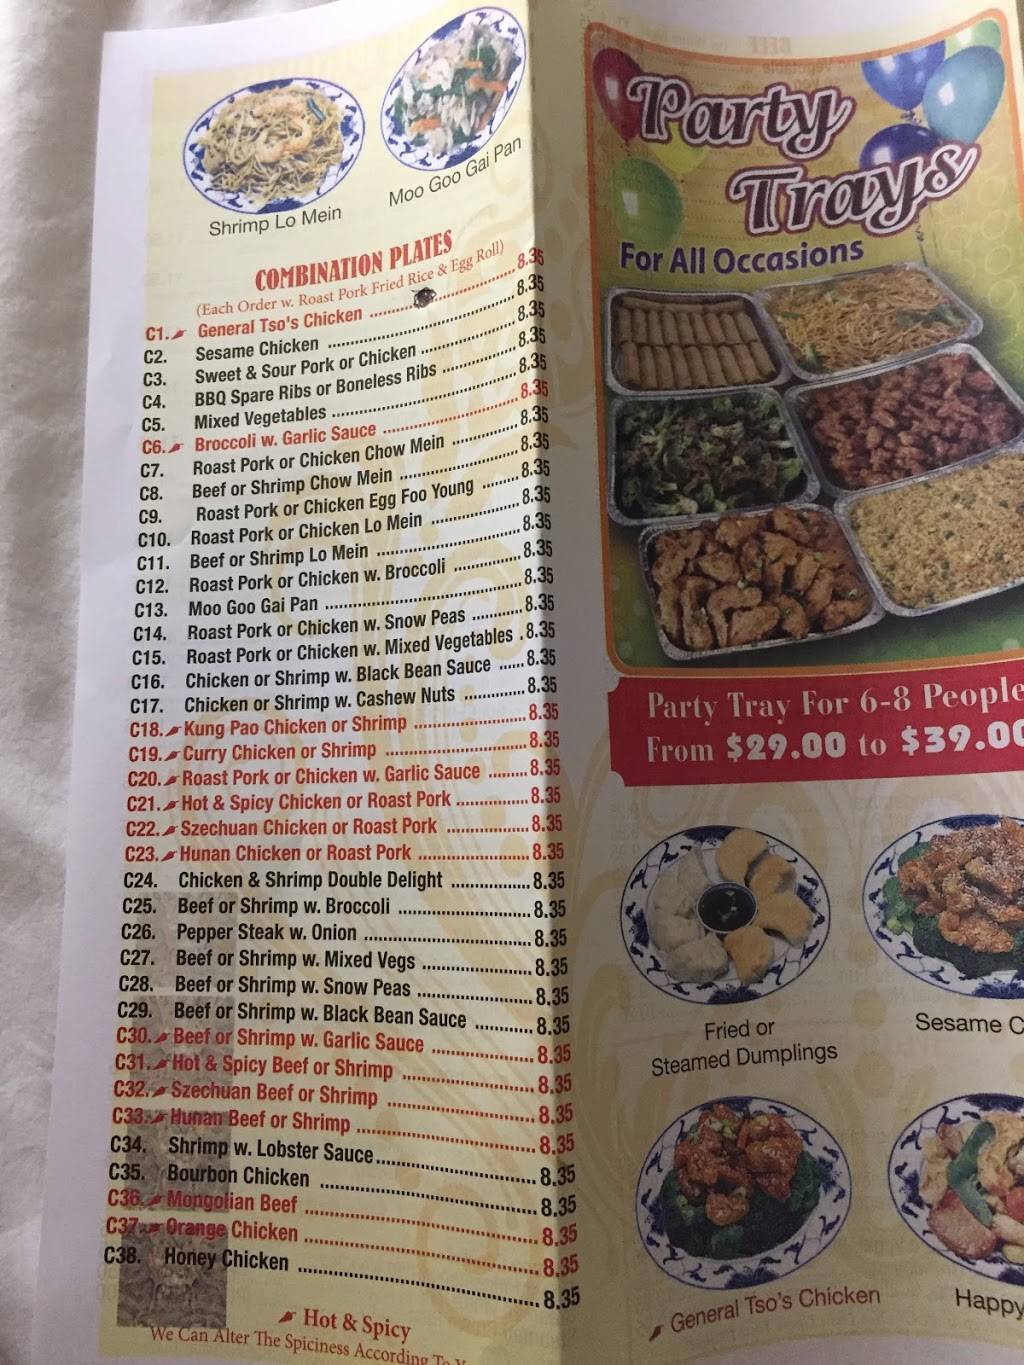 Shrimp Lo Mein
Moo Goo Gai Pan
COMBINATION PLATES
(Each Order w. Roast Pork Fried Rice & Egg Roll)
C1. General Tso's Chicken 8.35
C2. Sesame Chicken 8.35
C3. Sweet & Sour Pork or Chicken 8.35
C4. BBQ Spare Ribs or Boneless Ribs 8.35
C5. Mixed Vegetables 8.35
C6. Broccoli w. Garlic Sauce 8.35
C7. Roast Pork or Chicken Chow Mein 8.35
C8. Beef or Shrimp Chow Mein 8.35
C9. Roast Pork or Chicken Egg Foo Young 8.35
C10. Roast Pork or Chicken Lo Mein 8.35
C11. Beef or Shrimp Lo Mein 8.35
C12. Roast Pork or Chicken w. Broccoli 8.35
C13. Moo Goo Gai Pan 8.35
C14. Roast Pork or Chicken w. Snow Peas 8.35
C15. Roast Pork or Chicken w. Mixed Vegetables 8.35
C16. Chicken or Shrimp w. Black Bean Sauce 8.35
C17. Chicken or Shrimp w. Cashew Nuts 8.35
C18. Kung Pao Chicken or Shrimp 8.35
C19. Curry Chicken or Shrimp 8.35
C20. Roast Pork or Chicken w. Garlic Sauce 8.35
C21. Hot & Spicy Chicken or Roast Pork 8.35
C22. Szechuan Chicken or Roast Pork 8.35
C23. Hunan Chicken or Roast Pork 8.35
C24. Chicken & Shrimp Double Delight 8.35
C25. Beef or Shrimp w. Broccoli 8.35
C26. Pepper Steak w. Onion 8.35
C27. Beef or Shrimp w. Mixed Vegs 8.35
C28. Beef or Shrimp w. Snow Peas 8.35
C29. Beef or Shrimp w. Black Bean Sauce 8.35
C30. Beef or Shrimp w. Garlic Sauce 8.35
C31. Hot & Spicy Beef or Shrimp 8.35
C32. Szechuan Beef or Shrimp 8.35
C33. Hunan Beef or Shrimp 8.35
C34. Shrimp w. Lobster Sauce 8.35
C35. Bourbon Chicken 8.35
C36. Mongolian Beef 8.35
C37. Orange Chicken 8.35
C38. Honey Chicken 8.35
Hot & Spicy
We Can Alter The Spiciness According To
Party
Trays
For All Occasions
Party Tray For 6-8 People
From $29.00 to $39.00
Fried or
Steamed Dumplings
Sesame C
General Tso's Chicken
Happy